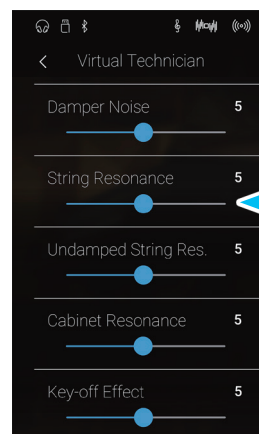 Virtual Technician
Damper Noise 5
String Resonance 5
Undamped String Res. 5
Cabinet Resonance 5
Key-off Effect 5